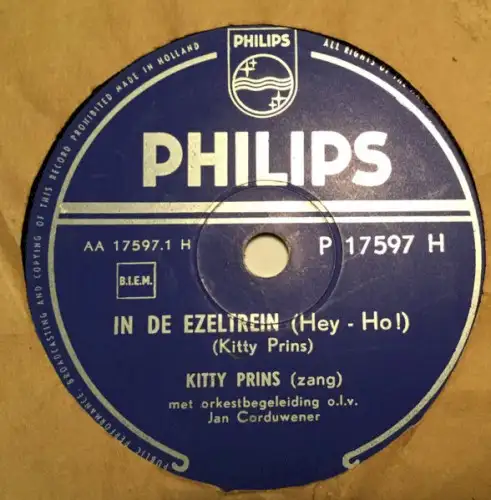 PUBLIC PERFORMANCE, BROADCASTING AND COPYING OF THIS RECORD PROHIBITED MADE IN HOLLAND
ALL RIGHTS OF THE
PHILIPS
PHILIPS
AA 17597.1 H
P 17597 H
B.I.E.M.
IN DE EZELTREIN (Hey - Ho!)
(Kitty Prins)
KITTY PRINS (zang)
met orkestbegeleiding o.l.v.
Jan Corduwener